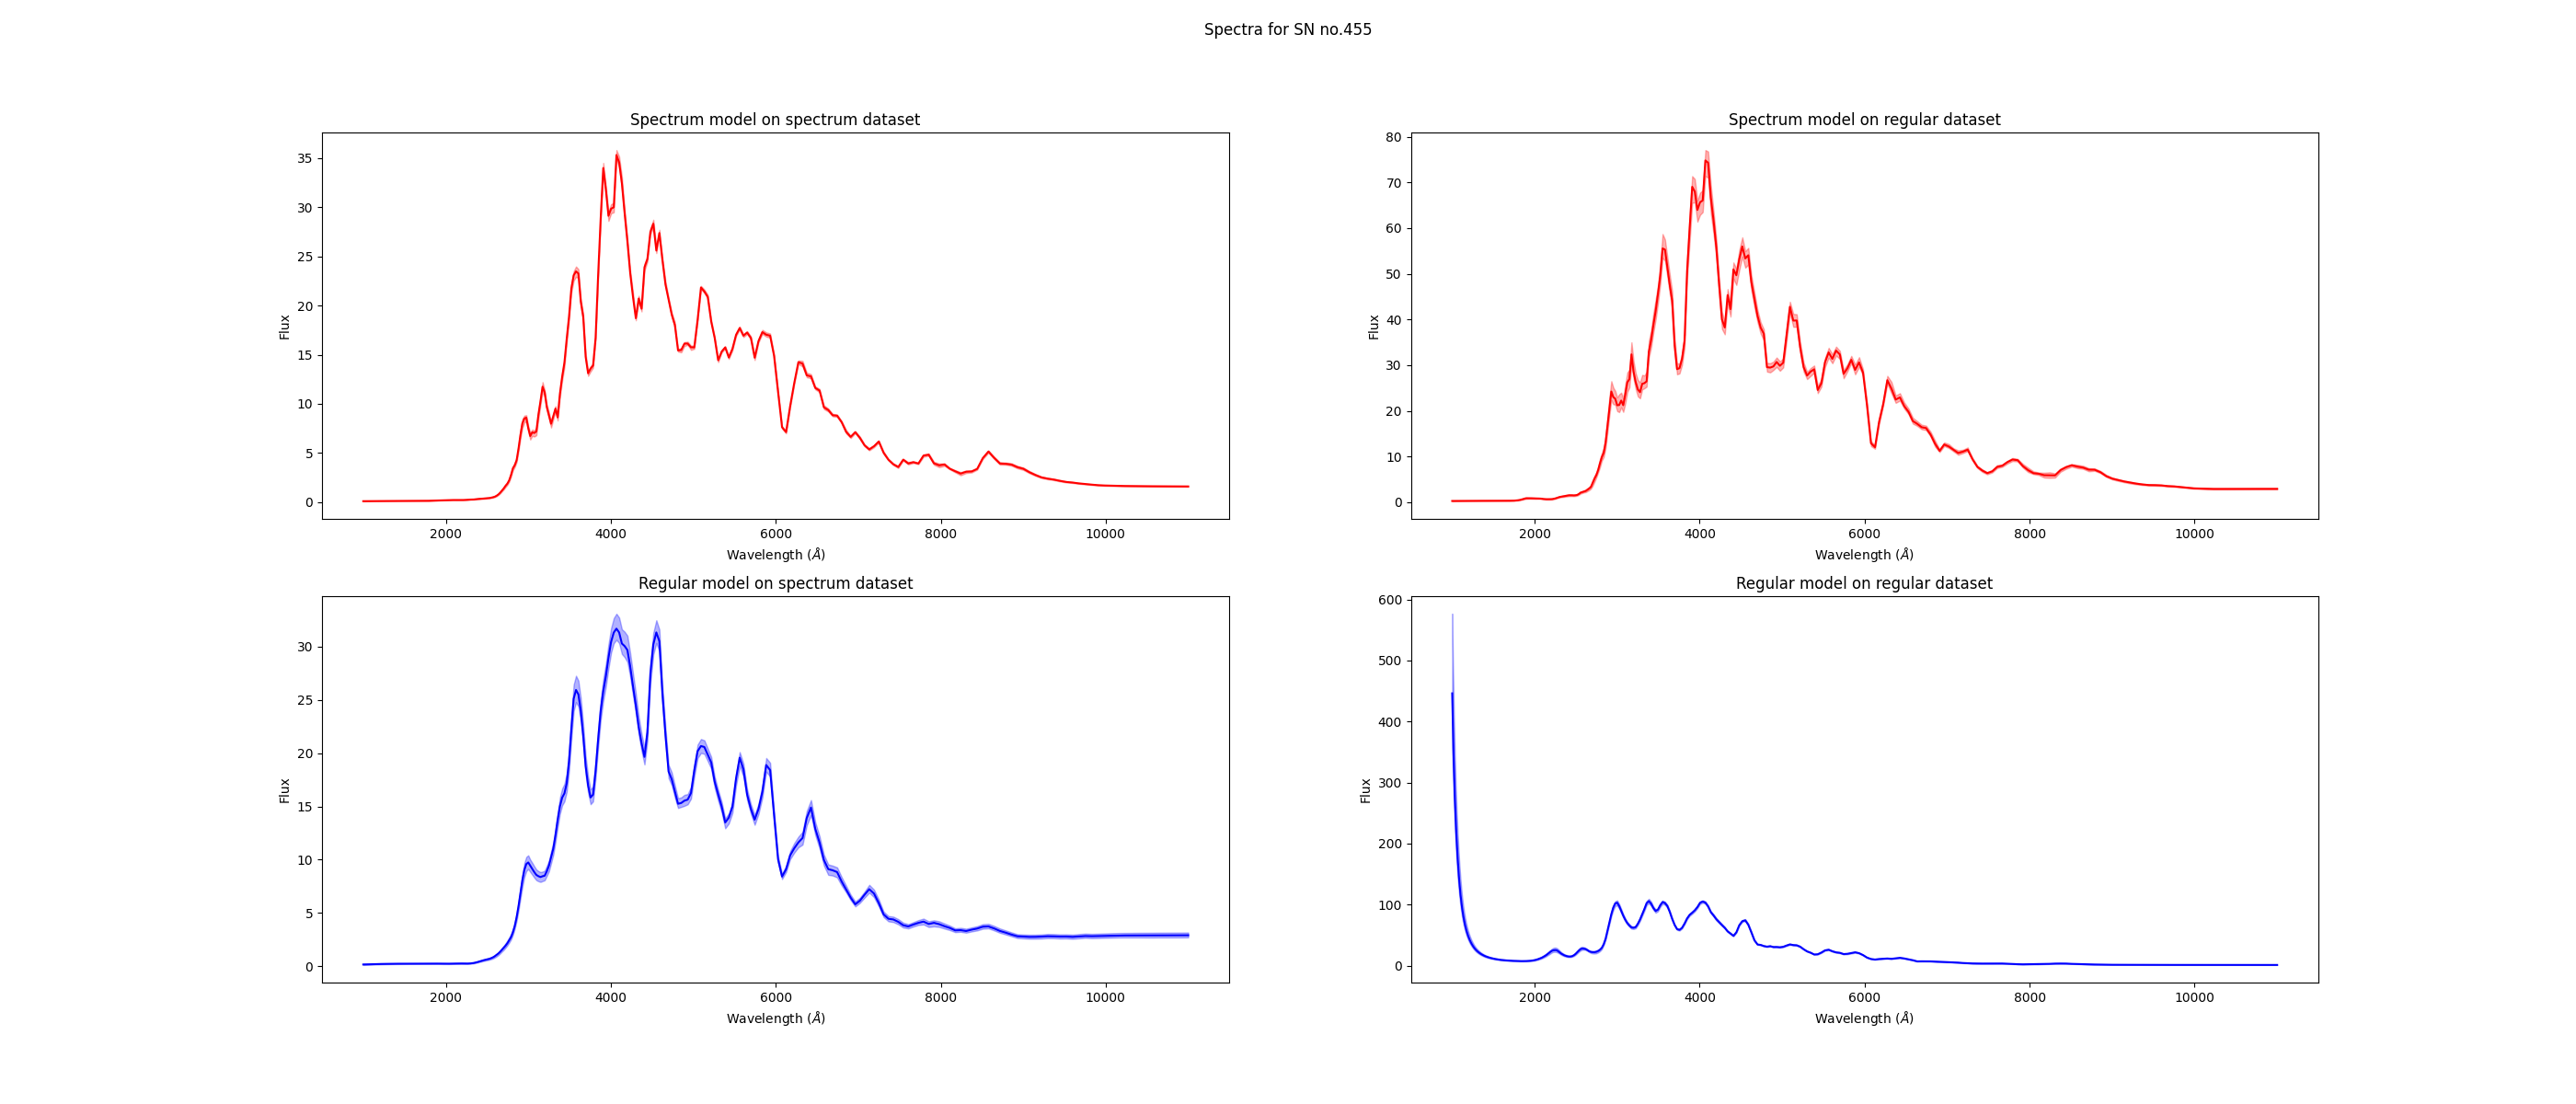 Spectra for SN no.455
Spectrum model on spectrum dataset
35
30
25
20
15
10
5
0
Flux
2000 4000 6000 8000 10000
Wavelength (Å)
Spectrum model on regular dataset
80
70
60
50
40
30
20
10
0
Flux
2000 4000 6000 8000 10000
Wavelength (Å)
Regular model on spectrum dataset
30
25
20
15
10
5
0
Flux
2000 4000 6000 8000 10000
Wavelength (Å)
Regular model on regular dataset
600
500
400
300
200
100
0
Flux
2000 4000 6000 8000 10000
Wavelength (Å)